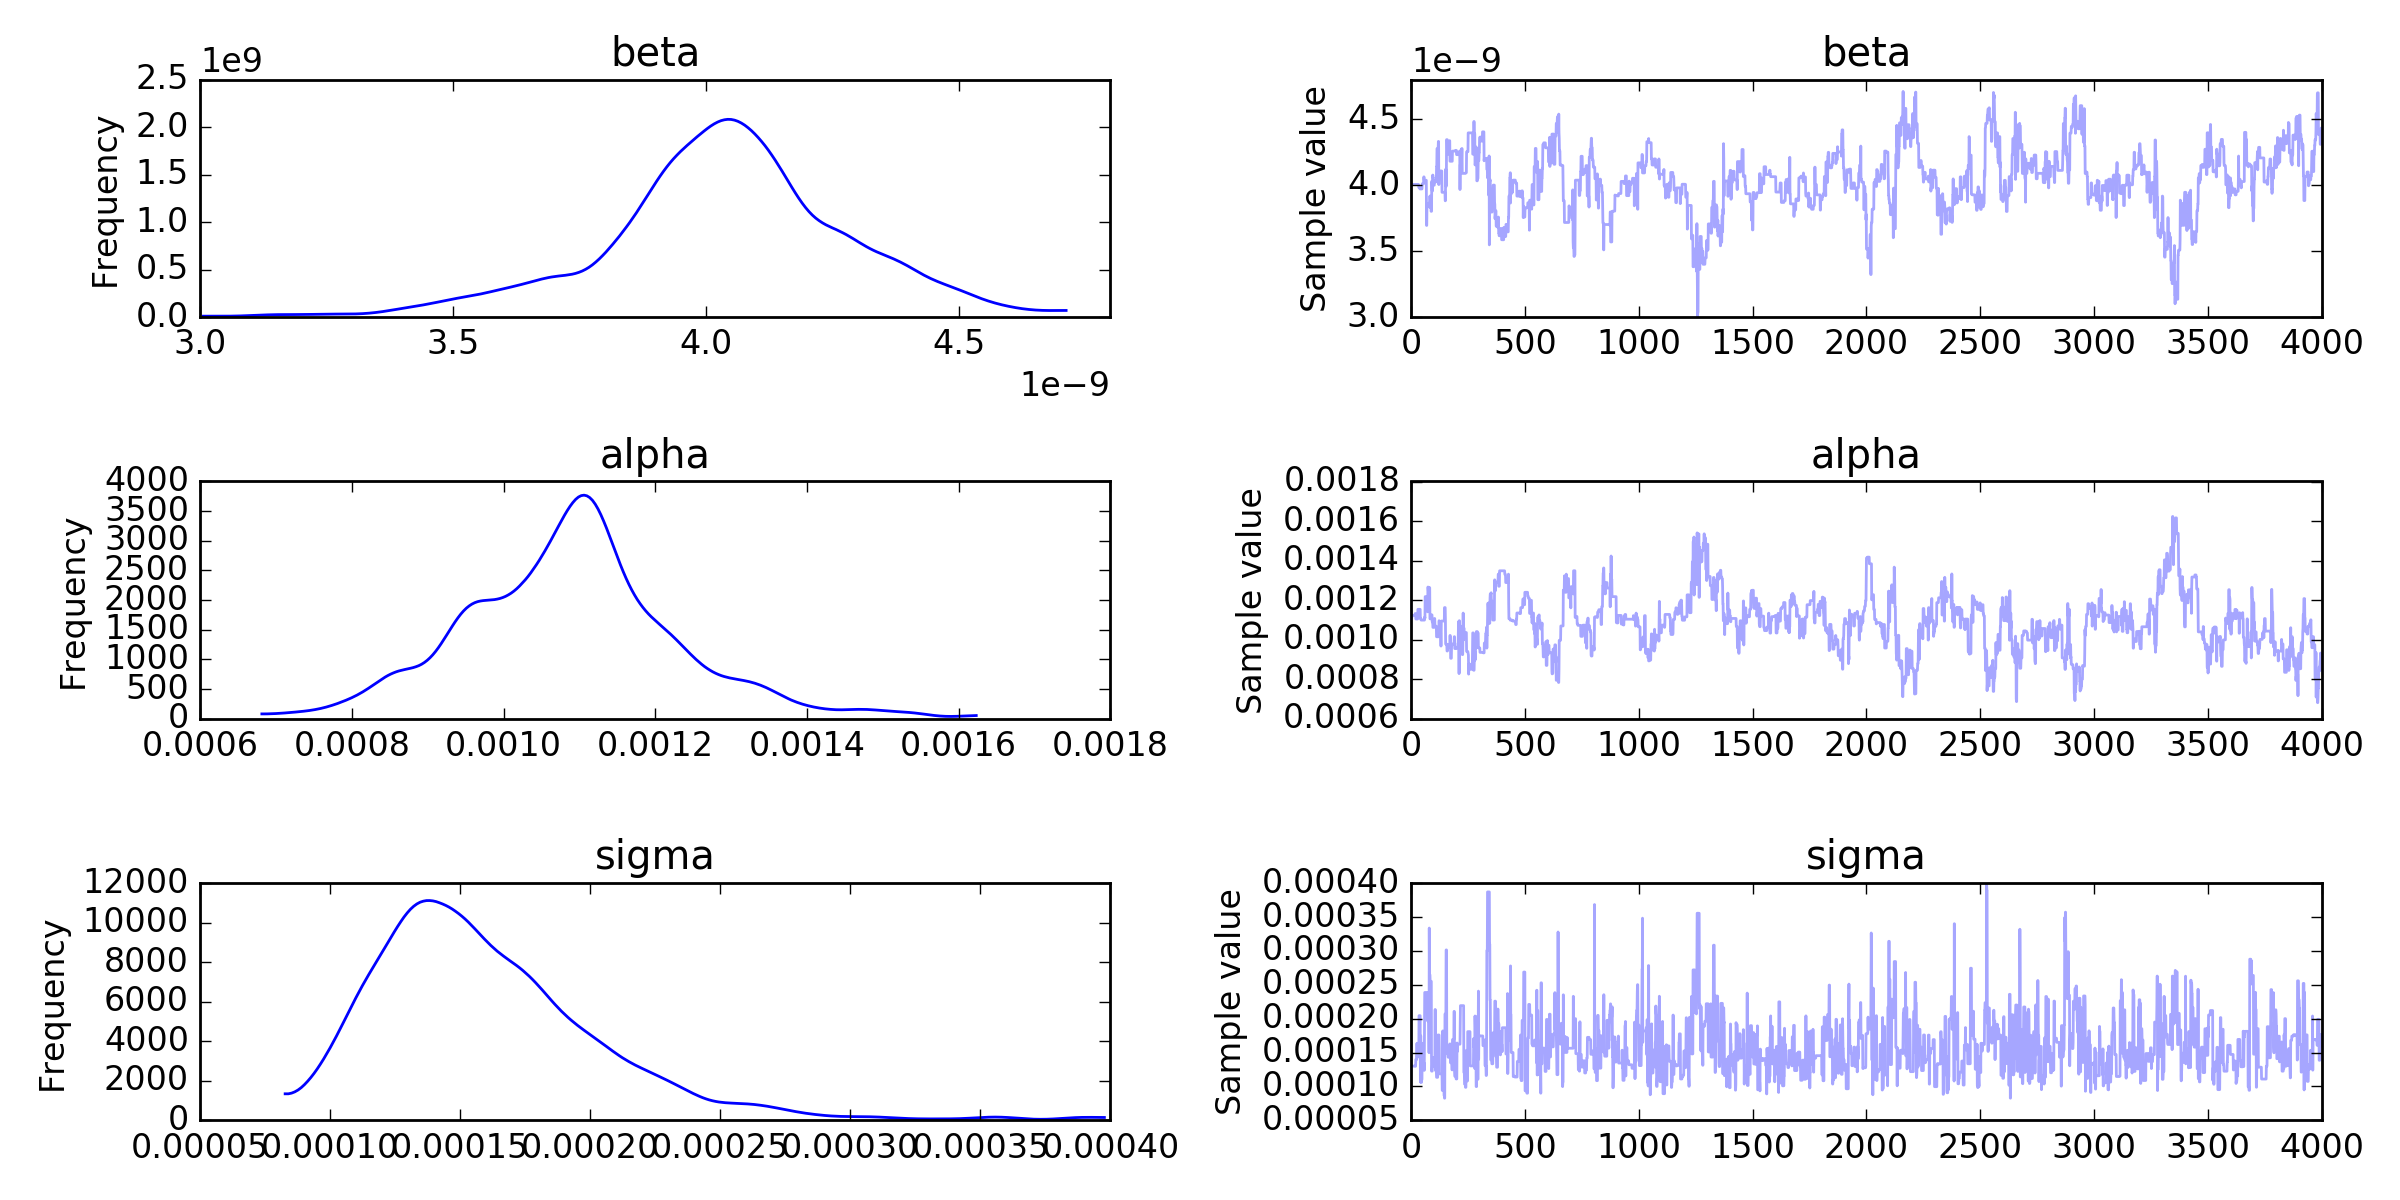 beta
1e9
2.5
2.0
1.5
1.0
0.5
0.0
Frequency
3.0 3.5 4.0 4.5
1e−9
beta
1e−9
4.5
4.0
3.5
3.0
Sample value
0 500 1000 1500 2000 2500 3000 3500 4000
alpha
4000
3500
3000
2500
2000
1500
1000
500
0
Frequency
0.0006 0.0008 0.0010 0.0012 0.0014 0.0016 0.0018
alpha
0.0018
0.0016
0.0014
0.0012
0.0010
0.0008
0.0006
Sample value
0 500 1000 1500 2000 2500 3000 3500 4000
sigma
12000
10000
8000
6000
4000
2000
0
Frequency
0.00005 0.00010 0.00015 0.00020 0.00025 0.00030 0.00035 0.00040
sigma
0.00040
0.00035
0.00030
0.00025
0.00020
0.00015
0.00010
0.00005
Sample value
0 500 1000 1500 2000 2500 3000 3500 4000